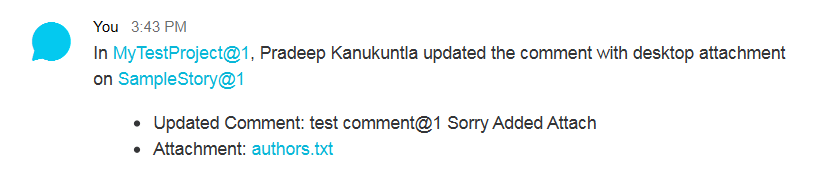 You 3:43 PM
In MyTestProject@1, Pradeep Kanukuntla updated the comment with desktop attachment
on SampleStory@1
• Updated Comment: test comment@1 Sorry Added Attach
• Attachment: authors.txt